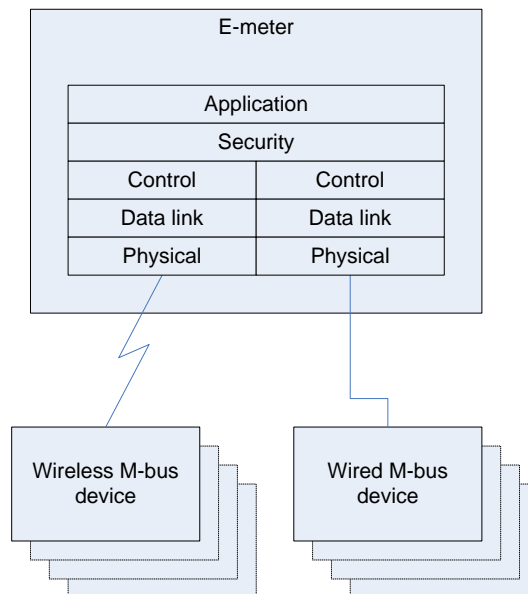 E-meter
Application
Security
Control Control
Data link Data link
Physical Physical
Wireless M-bus
device
Wired M-bus
device